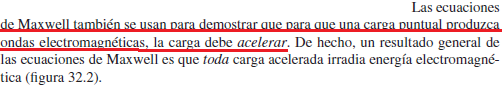 Las ecuaciones
de Maxwell también se usan para demostrar que para que una carga puntual produzca
ondas electromagnéticas, la carga debe acelerar. De hecho, un resultado general de
las ecuaciones de Maxwell es que toda carga acelerada irradia energía electromagné-
tica (figura 32.2).